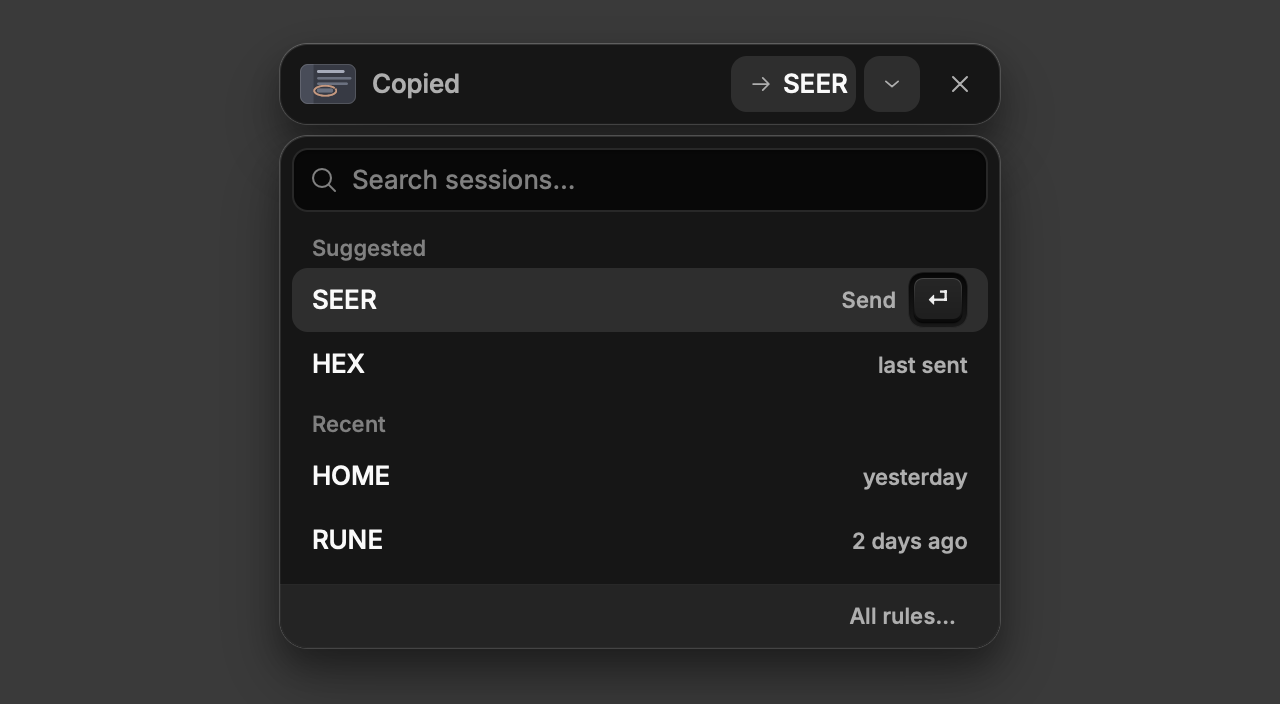 Copied
SEER
Search sessions...
Suggested
SEER Send
HEX last sent
Recent
HOME yesterday
RUNE 2 days ago
All rules...